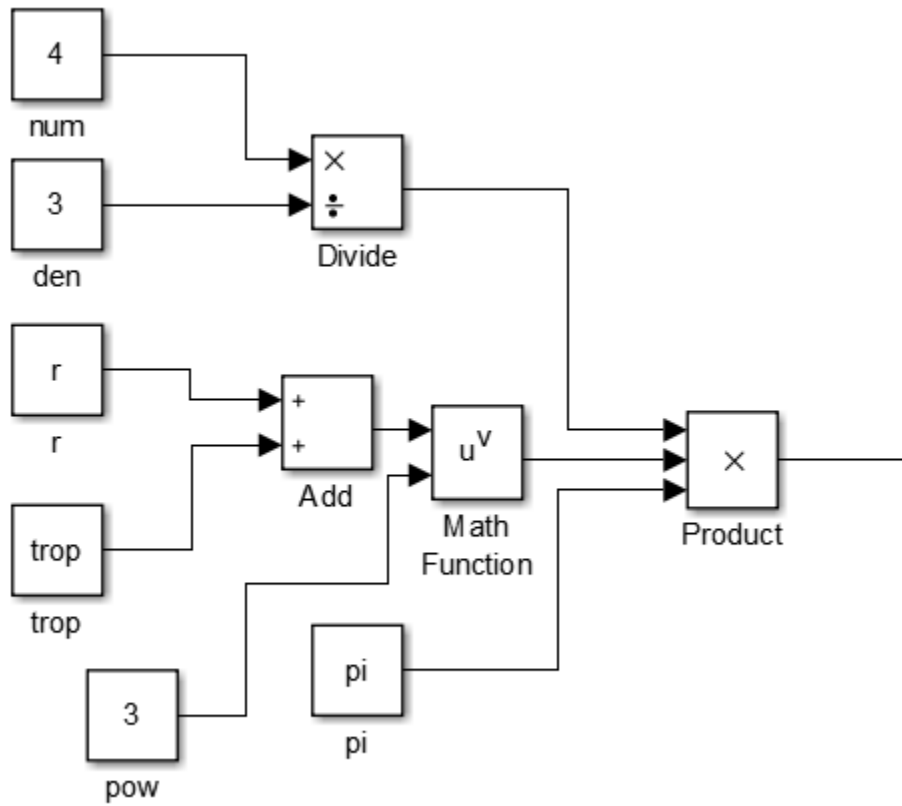 4
num
×
÷
Divide
3
den
r
r
+
+
Add
u^v
Math
Function
×
Product
trop
trop
3
pow
pi
pi